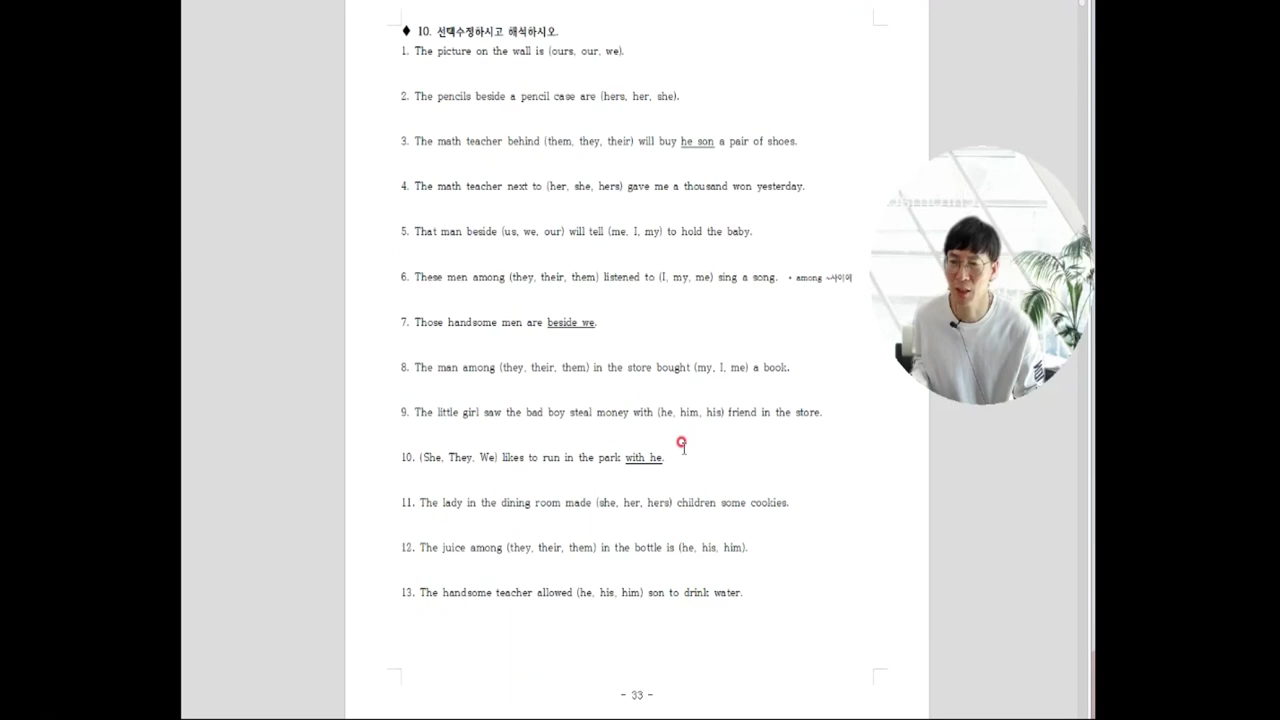 ◆ 10. 선택수정하시고 해석하시오.
1. The picture on the wall is (ours, our, we).
2. The pencils beside a pencil case are (hers, her, she).
3. The math teacher behind (them, they, their) will buy he son a pair of shoes.
4. The math teacher next to (her, she, hers) gave me a thousand won yesterday.
5. That man beside (us, we, our) will tell (me, I, my) to hold the baby.
6. These men among (they, their, them) listened to (I, my, me) sing a song. * among ~사이에
7. Those handsome men are beside we.
8. The man among (they, their, them) in the store bought (my, I, me) a book.
9. The little girl saw the bad boy steal money with (he, him, his) friend in the store.
10. (She, They, We) likes to run in the park with he.
11. The lady in the dining room made (she, her, hers) children some cookies.
12. The juice among (they, their, them) in the bottle is (he, his, him).
13. The handsome teacher allowed (he, his, him) son to drink water.
- 33 -